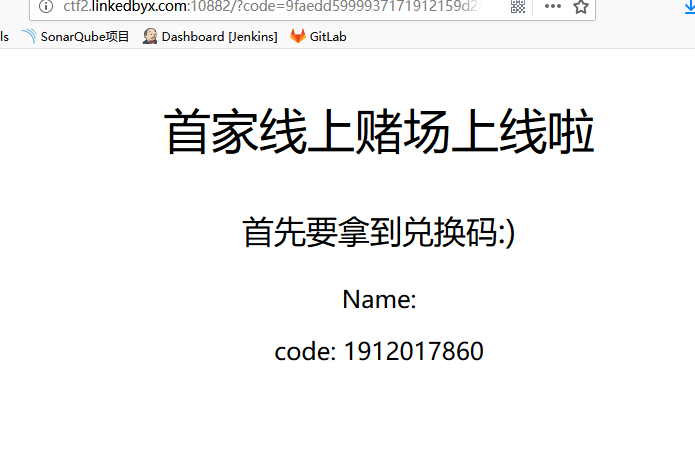 ctf2.linkedbyx.com:10882/?code=9faedd5999937171912159d2
ls SonarQube项目 Dashboard [Jenkins] GitLab
首家线上赌场上线啦
首先要拿到兑换码:)
Name:
code: 1912017860